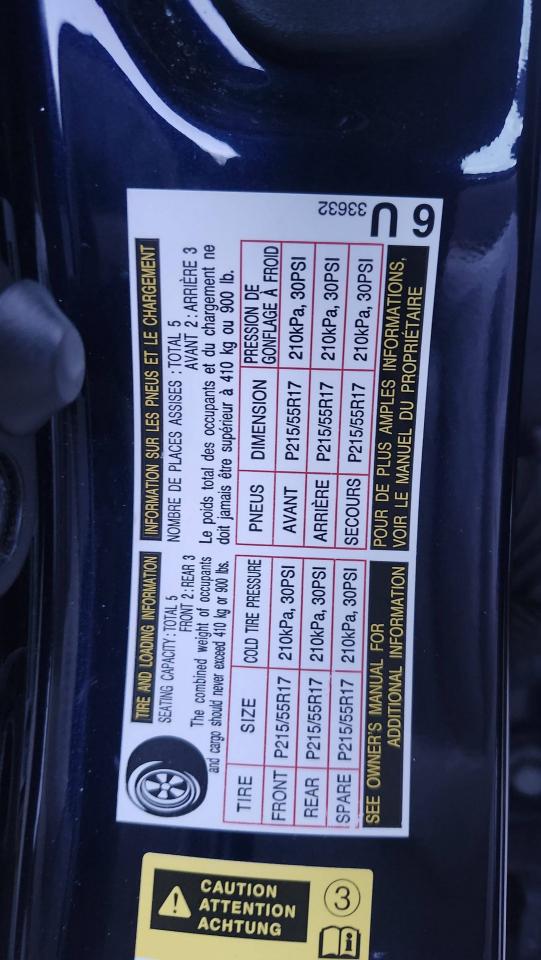 TIRE AND LOADING INFORMATION
SEATING CAPACITY : TOTAL 5
FRONT 2 : REAR 3
The combined weight of occupants
and cargo should never exceed 410 kg or 900 lbs.
TIRE SIZE COLD TIRE PRESSURE
FRONT P215/55R17 210kPa, 30PSI
REAR P215/55R17 210kPa, 30PSI
SPARE P215/55R17 210kPa, 30PSI
SEE OWNER'S MANUAL FOR
ADDITIONAL INFORMATION
INFORMATION SUR LES PNEUS ET LE CHARGEMENT
NOMBRE DE PLACES ASSISES : TOTAL 5
AVANT 2 : ARRIÈRE 3
Le poids total des occupants et du chargement ne
doit jamais être supérieur à 410 kg ou 900 lb.
PNEUS DIMENSION PRESSION DE
GONFLAGE À FROID
AVANT P215/55R17 210kPa, 30PSI
ARRIÈRE P215/55R17 210kPa, 30PSI
SECOURS P215/55R17 210kPa, 30PSI
POUR DE PLUS AMPLES INFORMATIONS,
VOIR LE MANUEL DU PROPRIÉTAIRE
33632
U
6
CAUTION
ATTENTION
ACHTUNG
3